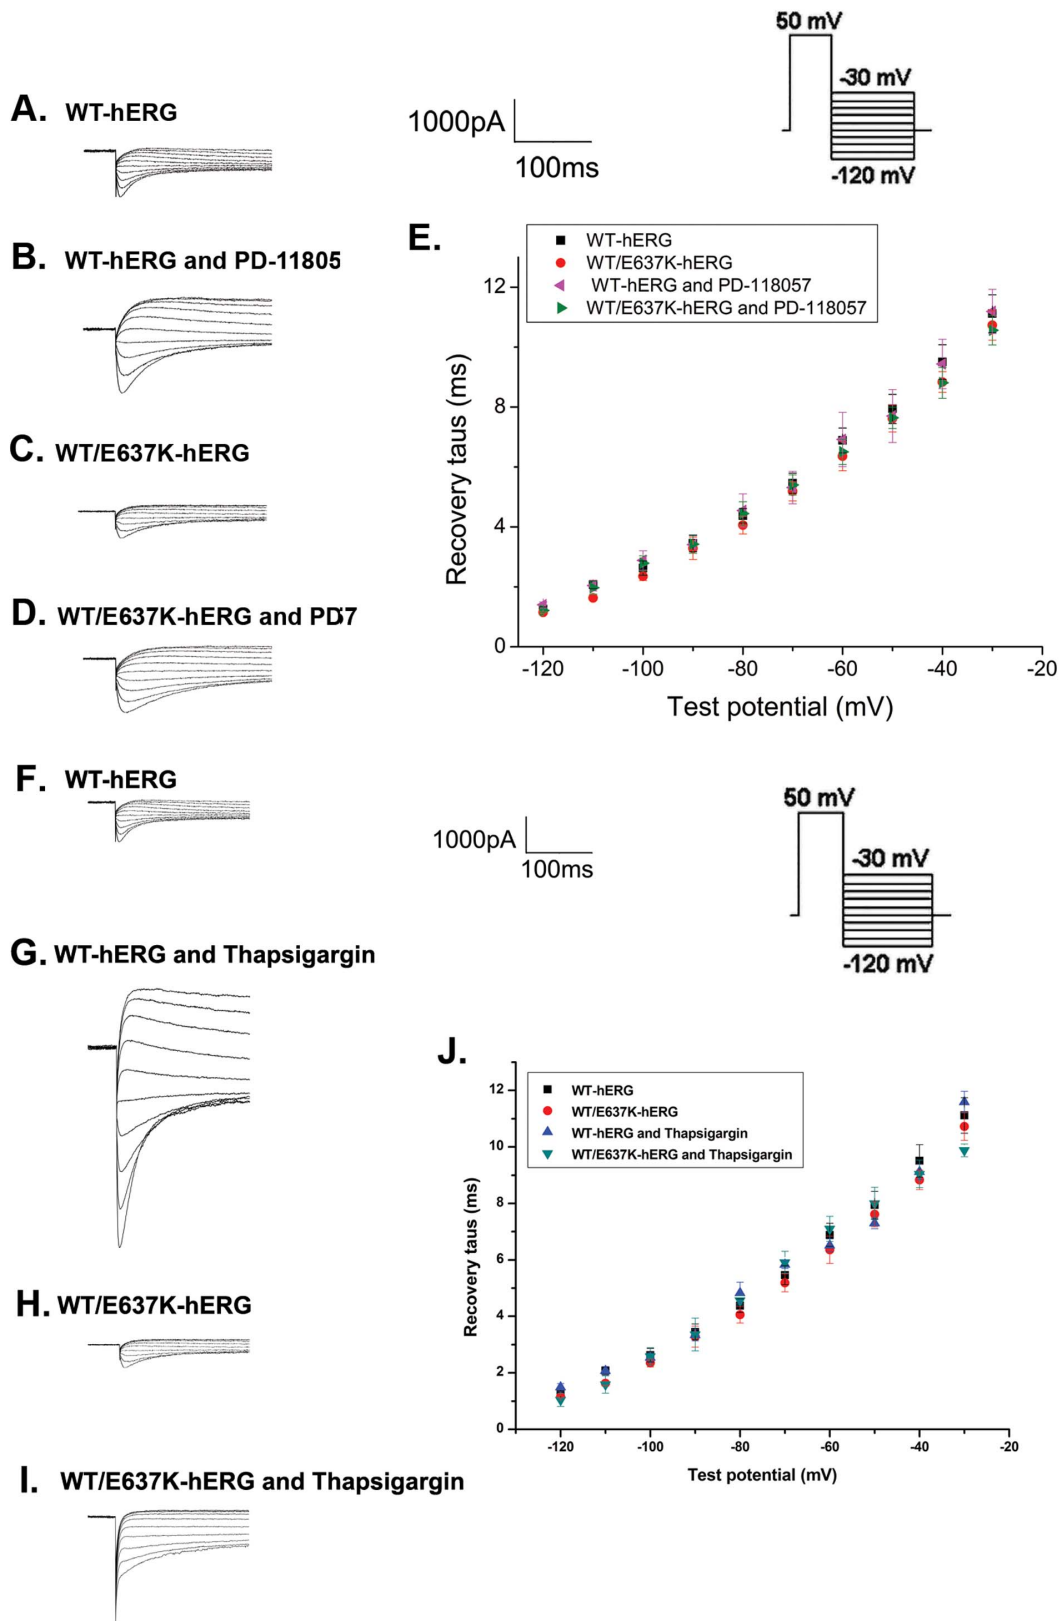 50 mV
-30 mV
-120 mV
A. WT-hERG
1000pA
100ms
B. WT-hERG and PD-11805
E.
WT-hERG
WT/E637K-hERG
WT-hERG and PD-118057
WT/E637K-hERG and PD-118057
12
8
4
0
Recovery taus (ms)
-120 -100 -80 -60 -40 -20
Test potential (mV)
C. WT/E637K-hERG
D. WT/E637K-hERG and PD7
F. WT-hERG
1000pA
100ms
50 mV
-30 mV
-120 mV
G. WT-hERG and Thapsigargin
J.
WT-hERG
WT/E637K-hERG
WT-hERG and Thapsigargin
WT/E637K-hERG and Thapsigargin
12
10
8
6
4
2
0
Recovery taus (ms)
-120 -100 -80 -60 -40 -20
Test potential (mV)
H. WT/E637K-hERG
I. WT/E637K-hERG and Thapsigargin